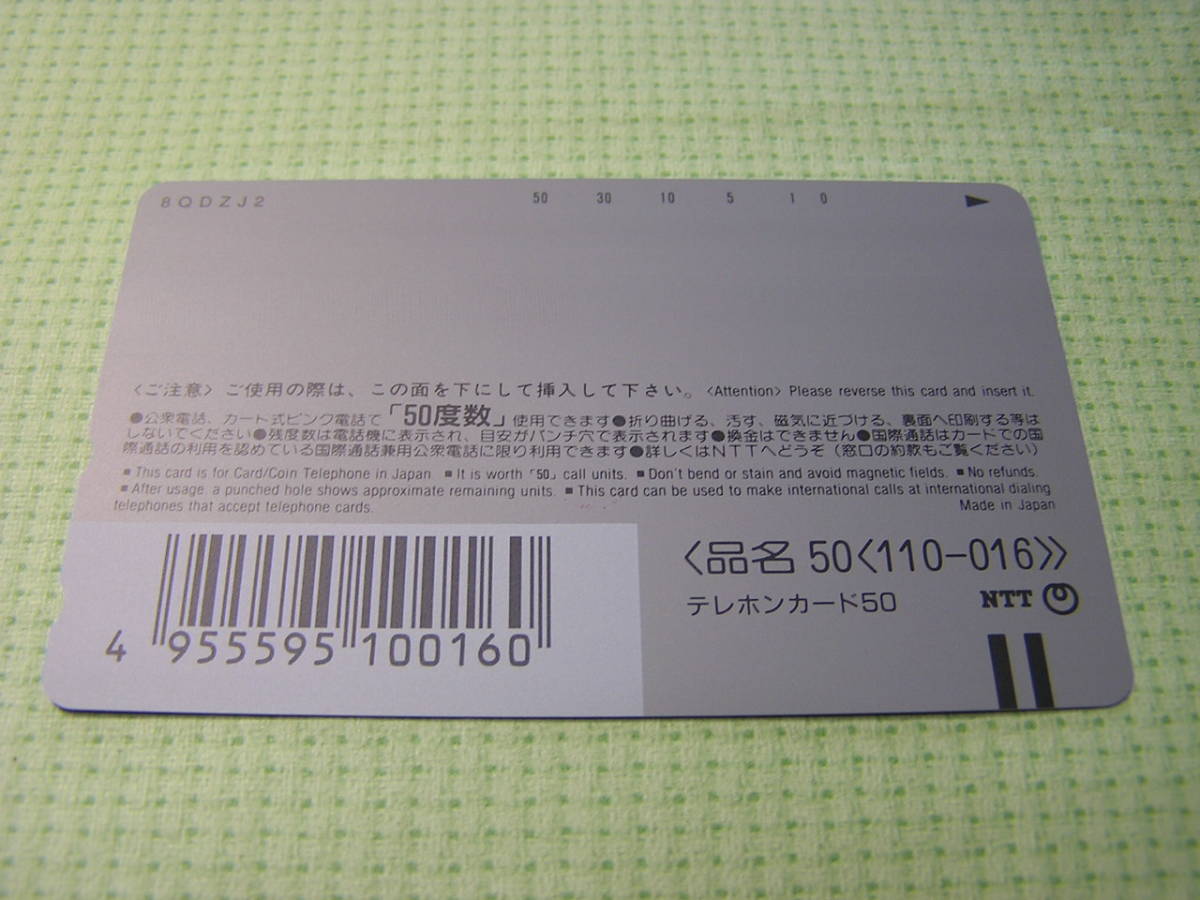 8QDZJ2 50 30 10 5 1 0
〈ご注意〉ご使用の際は、この面を下にして挿入して下さい。〈Attention〉Please reverse this card and insert it.
●公衆電話、カード式ピンク電話で「50度数」使用できます●折り曲げる、汚す、磁気に近づける、裏面へ印刷する等は
しないでください●残度数は電話機に表示され、目安がパンチ穴で表示されます●換金はできません●国際通話はカードでの国
際通話の利用を認めている国際通話兼用公衆電話に限り利用できます●詳しくはNTTへどうぞ（窓口の約款もご覧ください）
■This card is for Card/Coin Telephone in Japan ■It is worth「50」call units. ■Don't bend or stain and avoid magnetic fields. ■No refunds.
■After usage, a punched hole shows approximate remaining units. ■This card can be used to make international calls at international dialing
telephones that accept telephone cards. Made in Japan
〈品名 50〈110-016〉〉
テレホンカード50 NTT
4 955595 100160